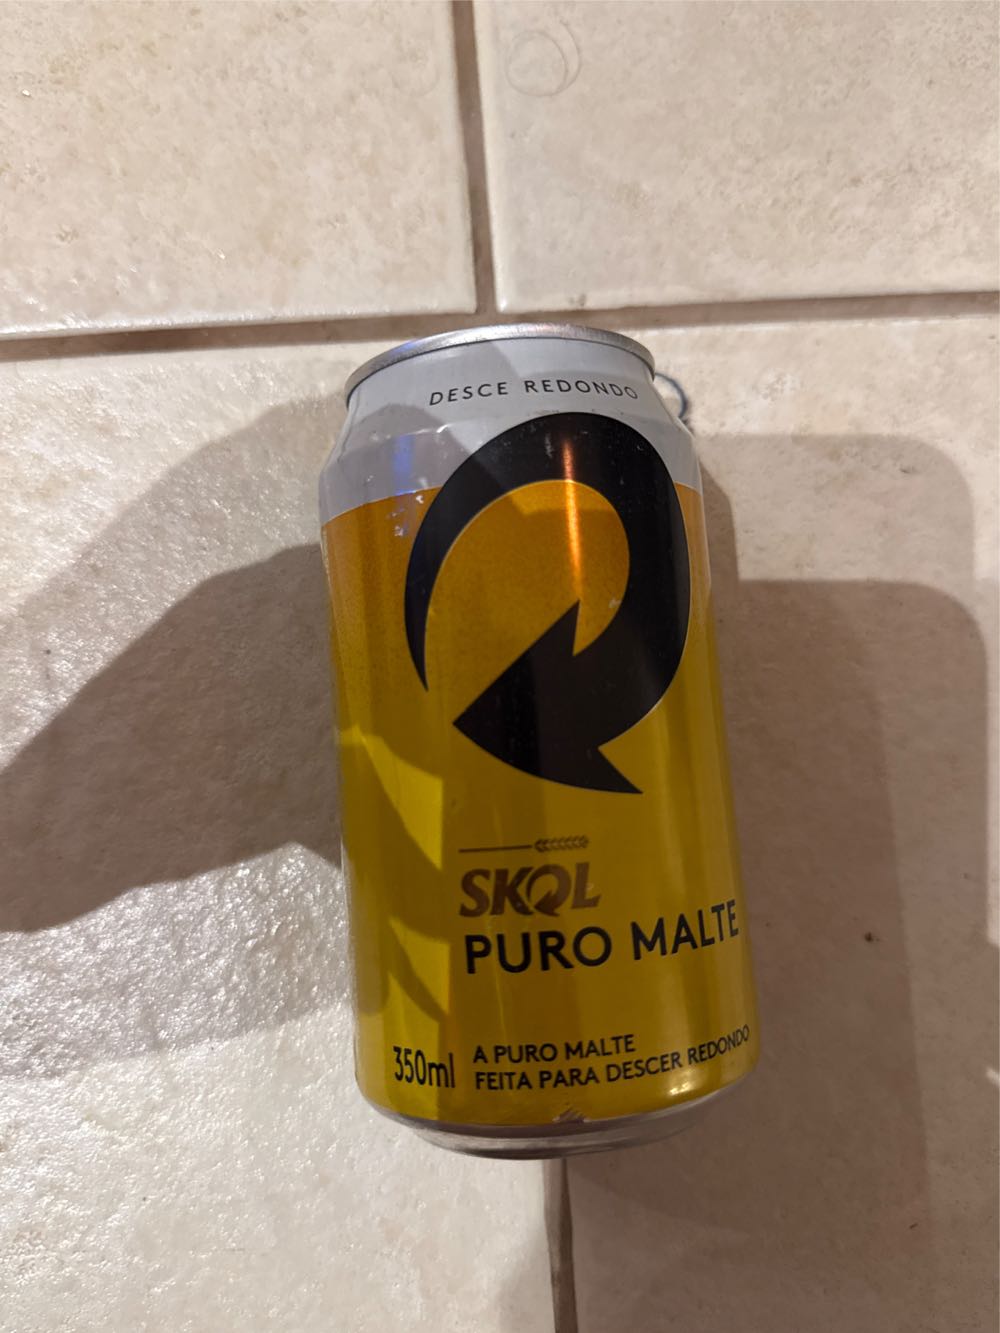 DESCE REDONDO
SKOL
PURO MALTE
350ml
A PURO MALTE
FEITA PARA DESCER REDONDO